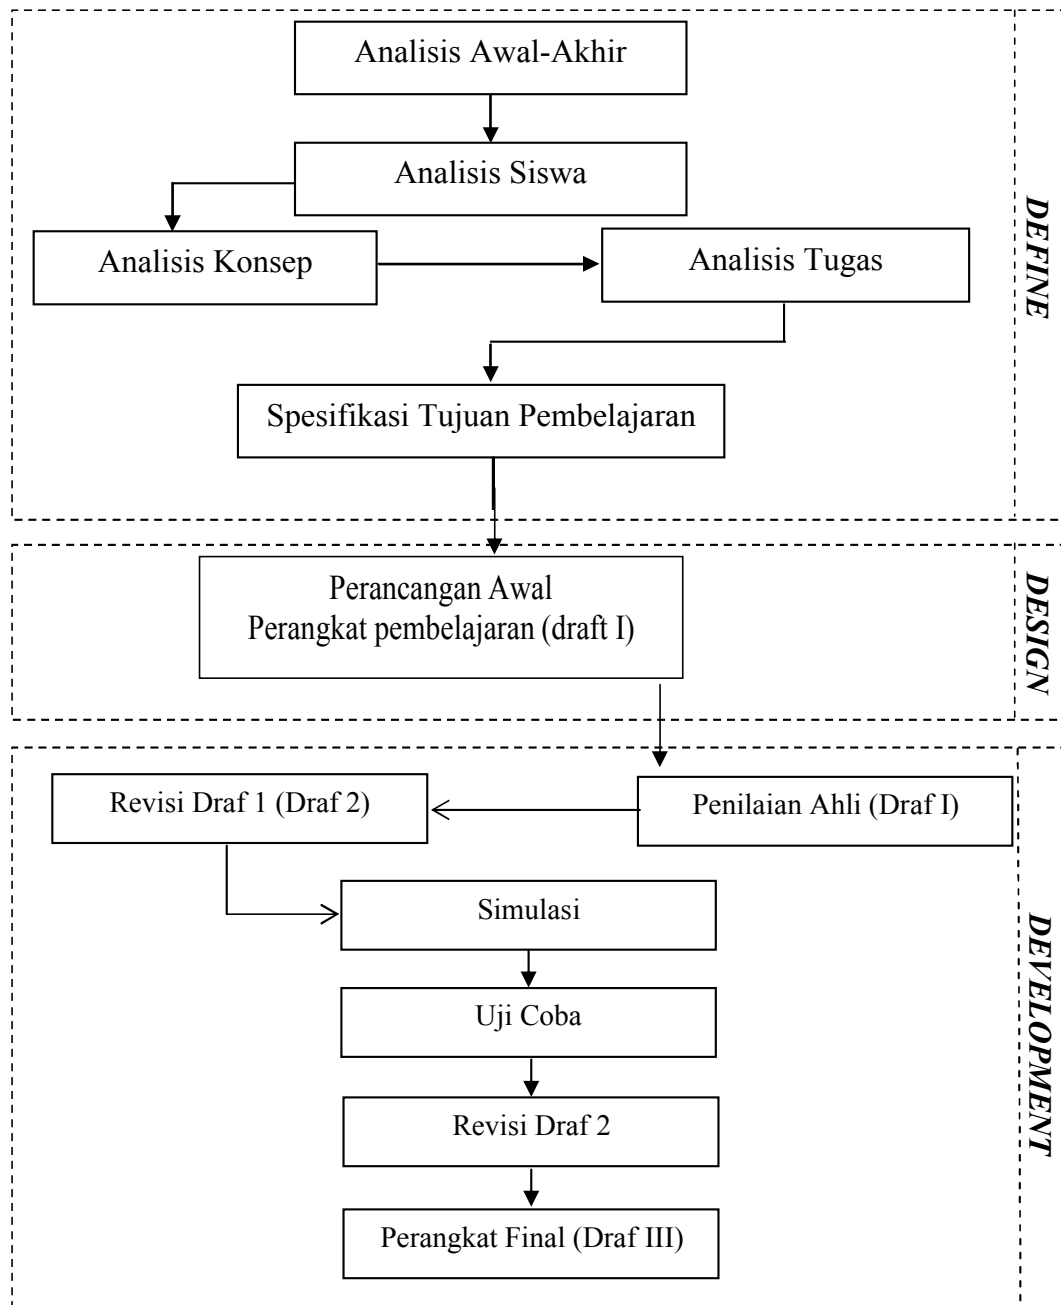 Analisis Awal-Akhir
Analisis Siswa
Analisis Konsep
Analisis Tugas
Spesifikasi Tujuan Pembelajaran
DEFINE
Perancangan Awal
Perangkat pembelajaran (draft I)
DESIGN
Revisi Draf 1 (Draf 2)
Penilaian Ahli (Draf I)
Simulasi
Uji Coba
Revisi Draf 2
Perangkat Final (Draf III)
DEVELOPMENT